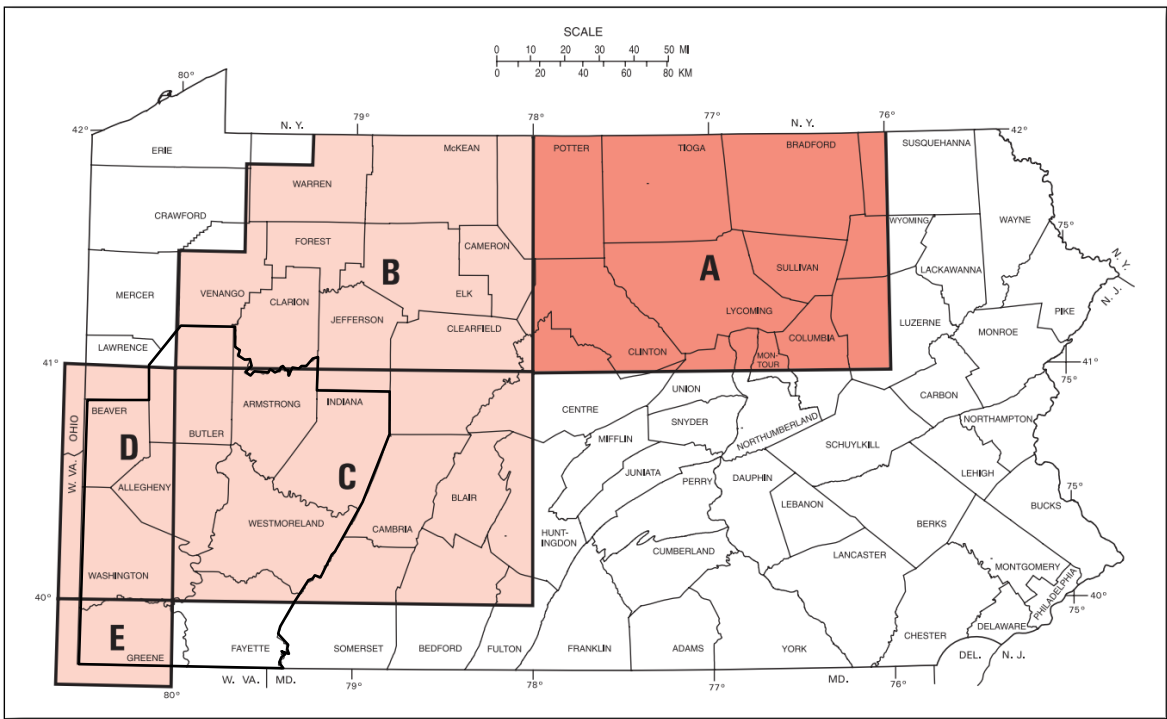 SCALE
0 10 20 30 40 50 MI
0 20 40 60 80 KM
80°
79°
78°
77°
76°
42°
N. Y.
N. Y.
42°
ERIE
McKEAN
POTTER
TIOGA
BRADFORD
SUSQUEHANNA
WARREN
CRAWFORD
WYOMING
WAYNE
75°
FOREST
CAMERON
N. Y.
N. J.
B
A
SULLIVAN
LACKAWANNA
MERCER
VENANGO
CLARION
ELK
JEFFERSON
CLEARFIELD
LYCOMING
LUZERNE
PIKE
MONROE
LAWRENCE
CLINTON
MON-
TOUR
COLUMBIA
41°
41°
75°
UNION
CARBON
BEAVER
ARMSTRONG
INDIANA
CENTRE
SNYDER
NORTHUMBERLAND
NORTHAMPTON
OHIO
W. VA.
D
BUTLER
MIFFLIN
SCHUYLKILL
JUNIATA
LEHIGH
ALLEGHENY
C
BLAIR
PERRY
DAUPHIN
75°
LEBANON
BUCKS
WESTMORELAND
CAMBRIA
HUNT-
INGDON
BERKS
CUMBERLAND
LANCASTER
MONTGOMERY
WASHINGTON
PHILADELPHIA
40°
75°
40°
E
GREENE
FAYETTE
SOMERSET
BEDFORD
FULTON
FRANKLIN
ADAMS
YORK
CHESTER
DELAWARE
DEL.
N. J.
80°
W. VA.
MD.
79°
78°
77°
MD.
76°